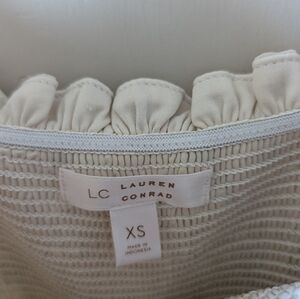 LC LAUREN
CONRAD
XS
MADE IN
INDONESIA